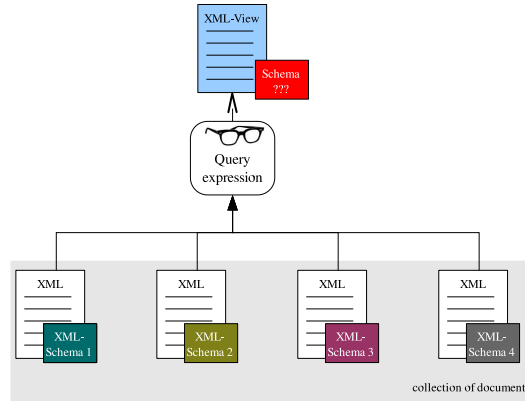 XML-View
Schema
???
Query
expression
XML
XML
XML
XML
XML-
Schema 1
XML-
Schema 2
XML-
Schema 3
XML-
Schema 4
collection of document